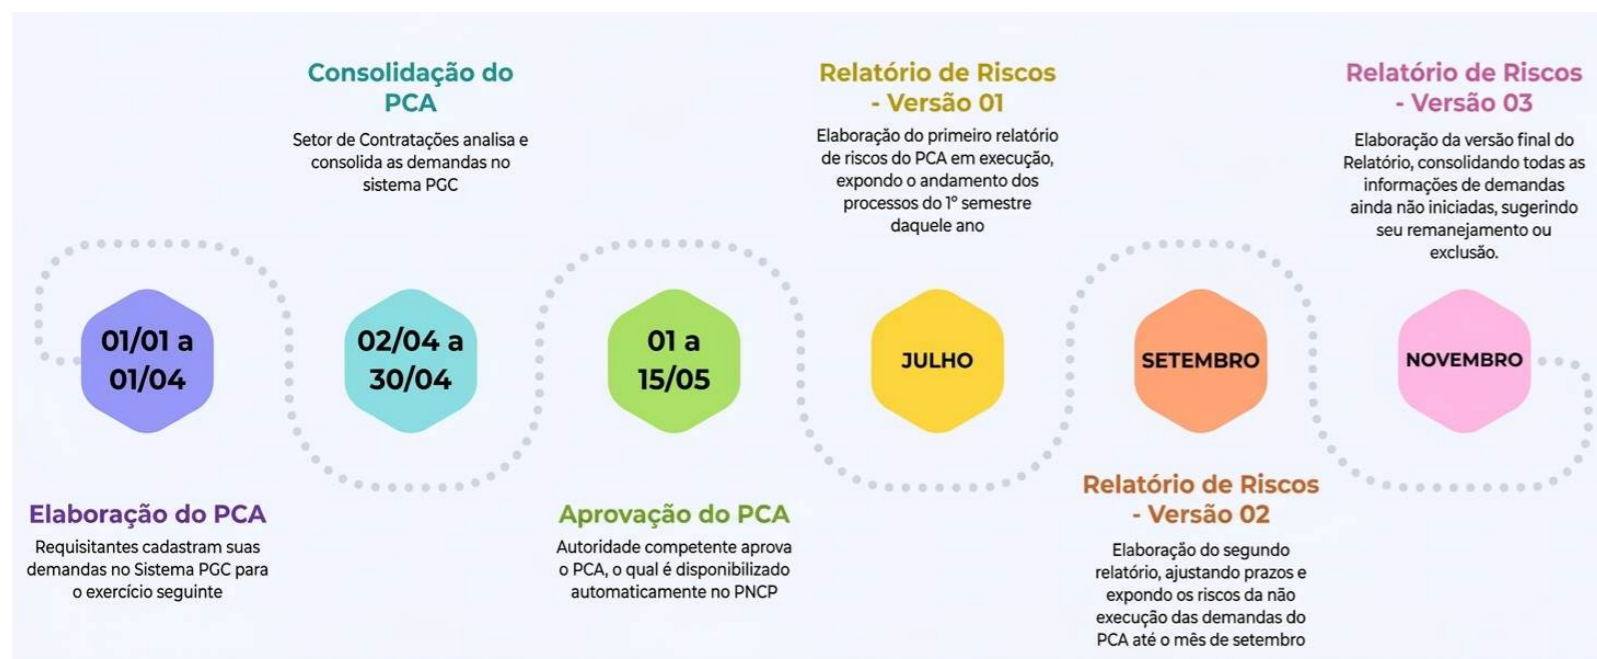 01/01 a
01/04
Elaboração do PCA
Requisitantes cadastram suas
demandas no Sistema PGC para
o exercício seguinte
Consolidação do
PCA
Setor de Contratações analisa e
consolida as demandas no
sistema PGC
02/04 a
30/04
01 a
15/05
Aprovação do PCA
Autoridade competente aprova
o PCA, o qual é disponibilizado
automaticamente no PNCP
Relatório de Riscos
- Versão 01
Elaboração do primeiro relatório
de riscos do PCA em execução,
expondo o andamento dos
processos do 1º semestre
daquele ano
JULHO
SETEMBRO
Relatório de Riscos
- Versão 02
Elaboração do segundo
relatório, ajustando prazos e
expondo os riscos da não
execução das demandas do
PCA até o mês de setembro
Relatório de Riscos
- Versão 03
Elaboração da versão final do
Relatório, consolidando todas as
informações de demandas
ainda não iniciadas, sugerindo
seu remanejamento ou
exclusão.
NOVEMBRO